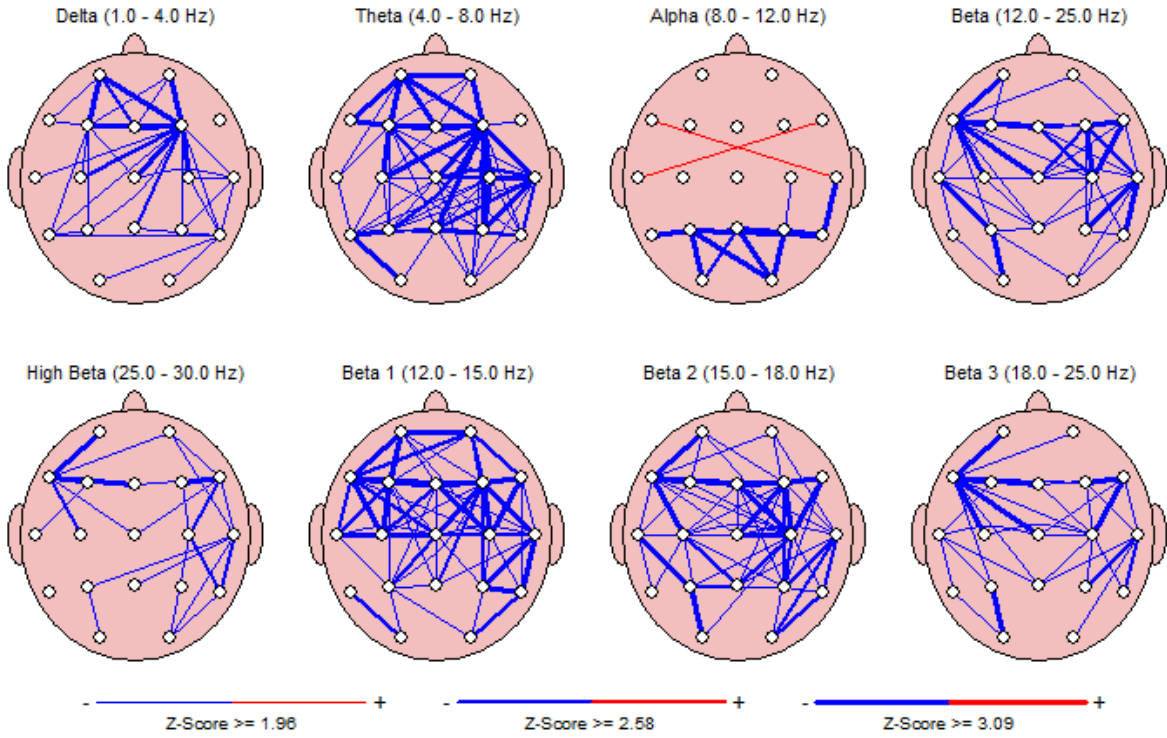 Delta (1.0 - 4.0 Hz) Theta (4.0 - 8.0 Hz) Alpha (8.0 - 12.0 Hz) Beta (12.0 - 25.0 Hz)
High Beta (25.0 - 30.0 Hz) Beta 1 (12.0 - 15.0 Hz) Beta 2 (15.0 - 18.0 Hz) Beta 3 (18.0 - 25.0 Hz)
- + - + - +
Z-Score >= 1.96 Z-Score >= 2.58 Z-Score >= 3.09